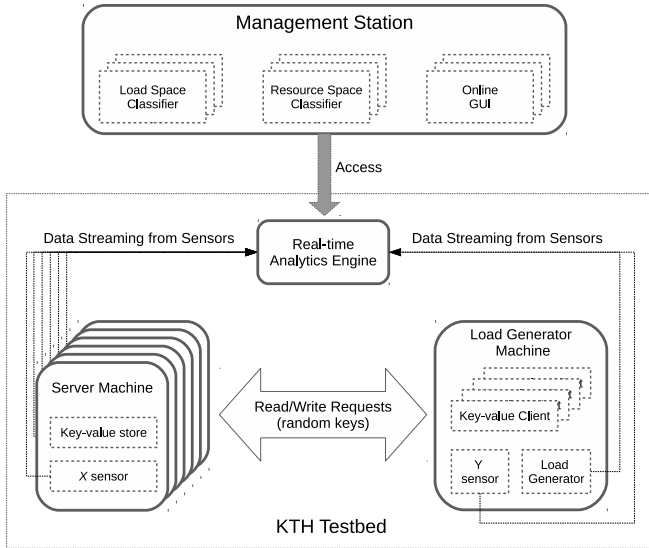 Management Station
Load Space
Classifier
Resource Space
Classifier
Online
GUI
Access
Data Streaming from Sensors
Real-time
Analytics Engine
Data Streaming from Sensors
Server Machine
Key-value store
X sensor
Read/Write Requests
(random keys)
Load Generator
Machine
Key-value Client
Y
sensor
Load
Generator
KTH Testbed